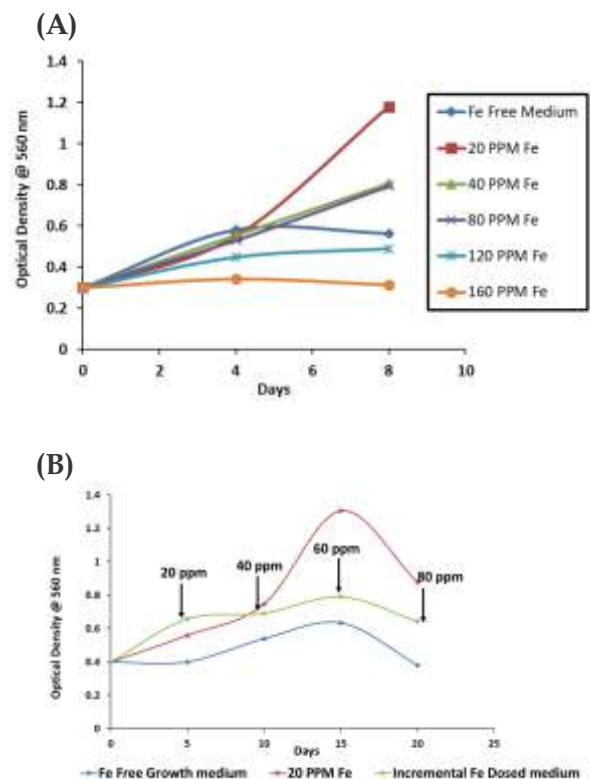 (A)
Optical Density @ 560 nm
1.4
1.2
1
0.8
0.6
0.4
0.2
0
0 2 4 6 8 10
Days
Fe Free Medium
20 PPM Fe
40 PPM Fe
80 PPM Fe
120 PPM Fe
160 PPM Fe
(B)
Optical Density @ 560 nm
1.4
1.2
1
0.8
0.6
0.4
0.2
0
20 ppm
40 ppm
60 ppm
80 ppm
0 5 10 15 20 25
Days
Fe Free Growth medium 20 PPM Fe Incremental Fe Dosed medium